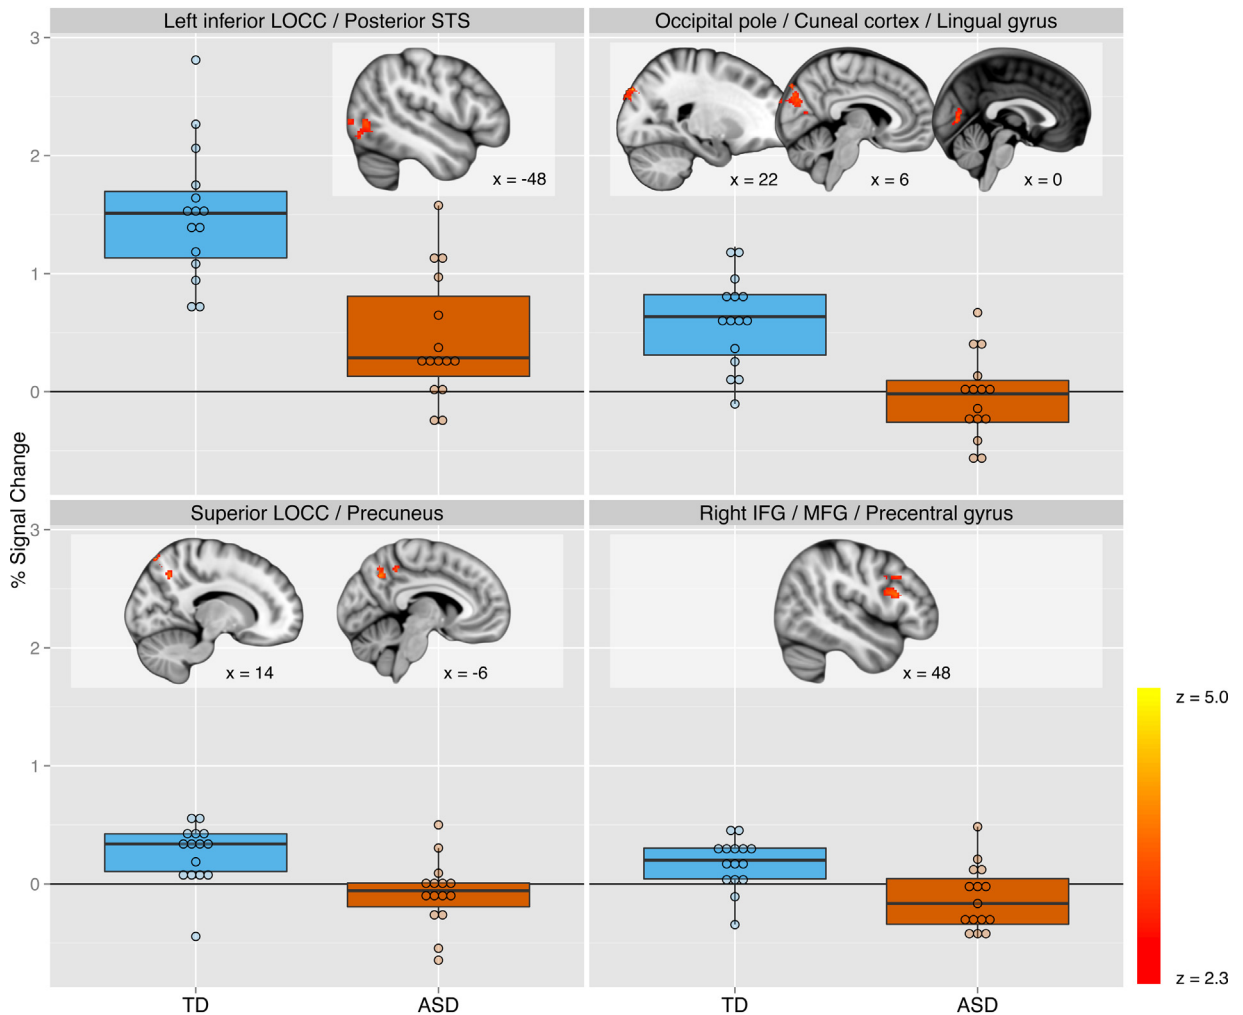 Left inferior LOCC / Posterior STS
Occipital pole / Cuneal cortex / Lingual gyrus
3
2
1
0
x = -48
x = 22
x = 6
x = 0
% Signal Change
Superior LOCC / Precuneus
Right IFG / MFG / Precentral gyrus
3
2
1
0
x = 14
x = -6
x = 48
z = 5.0
z = 2.3
TD
ASD
TD
ASD